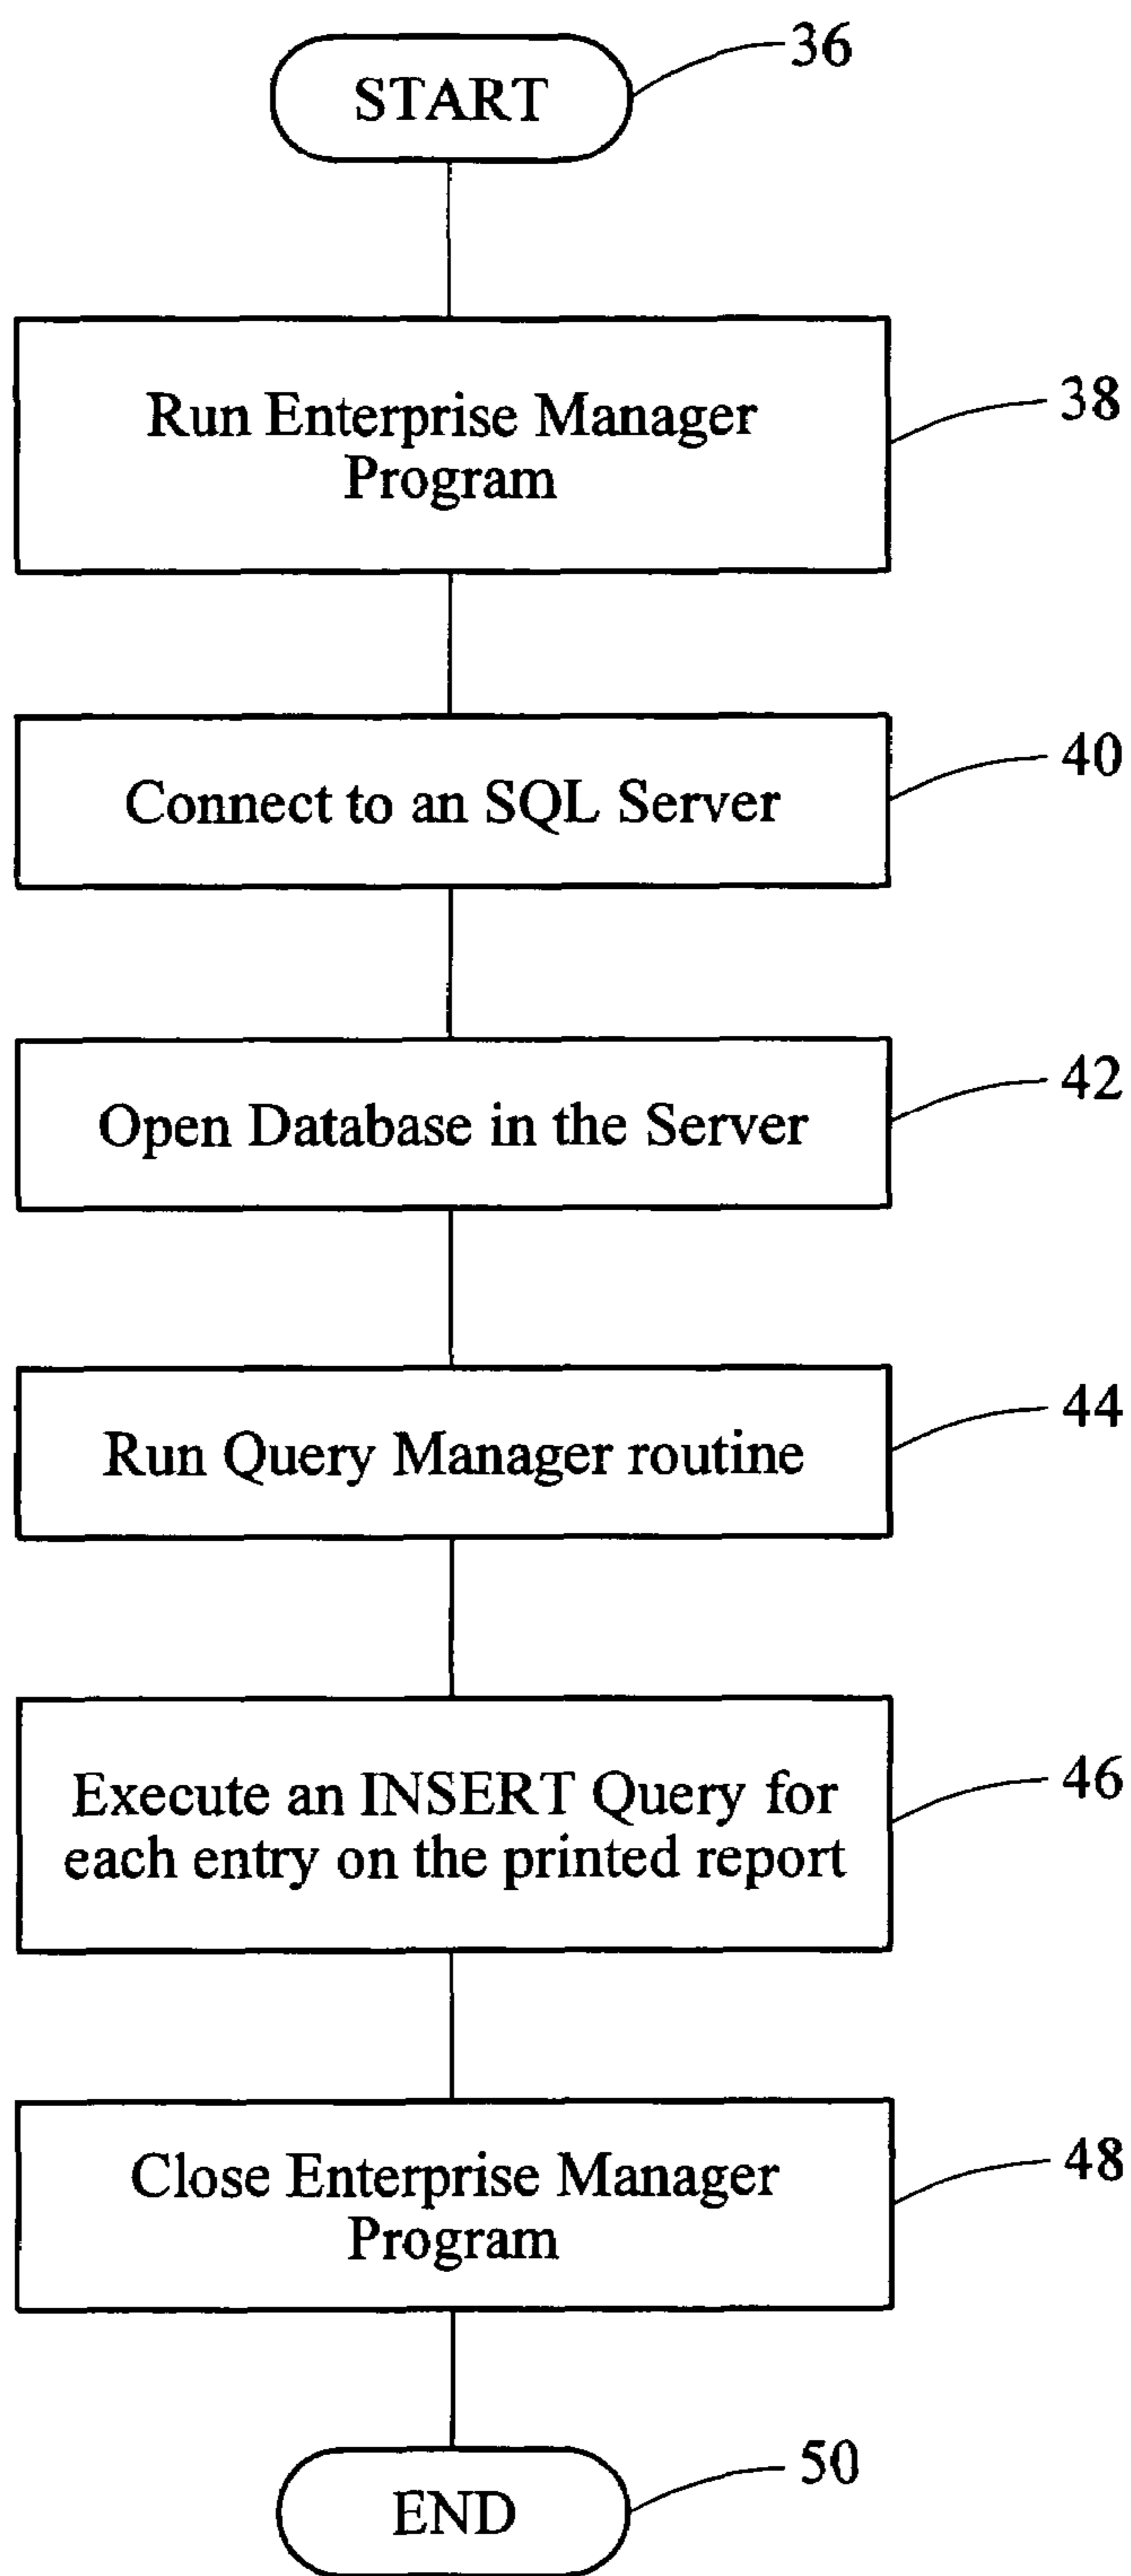 START
36
Run Enterprise Manager
Program
38
Connect to an SQL Server
40
Open Database in the Server
42
Run Query Manager routine
44
Execute an INSERT Query for
each entry on the printed report
46
Close Enterprise Manager
Program
48
END
50